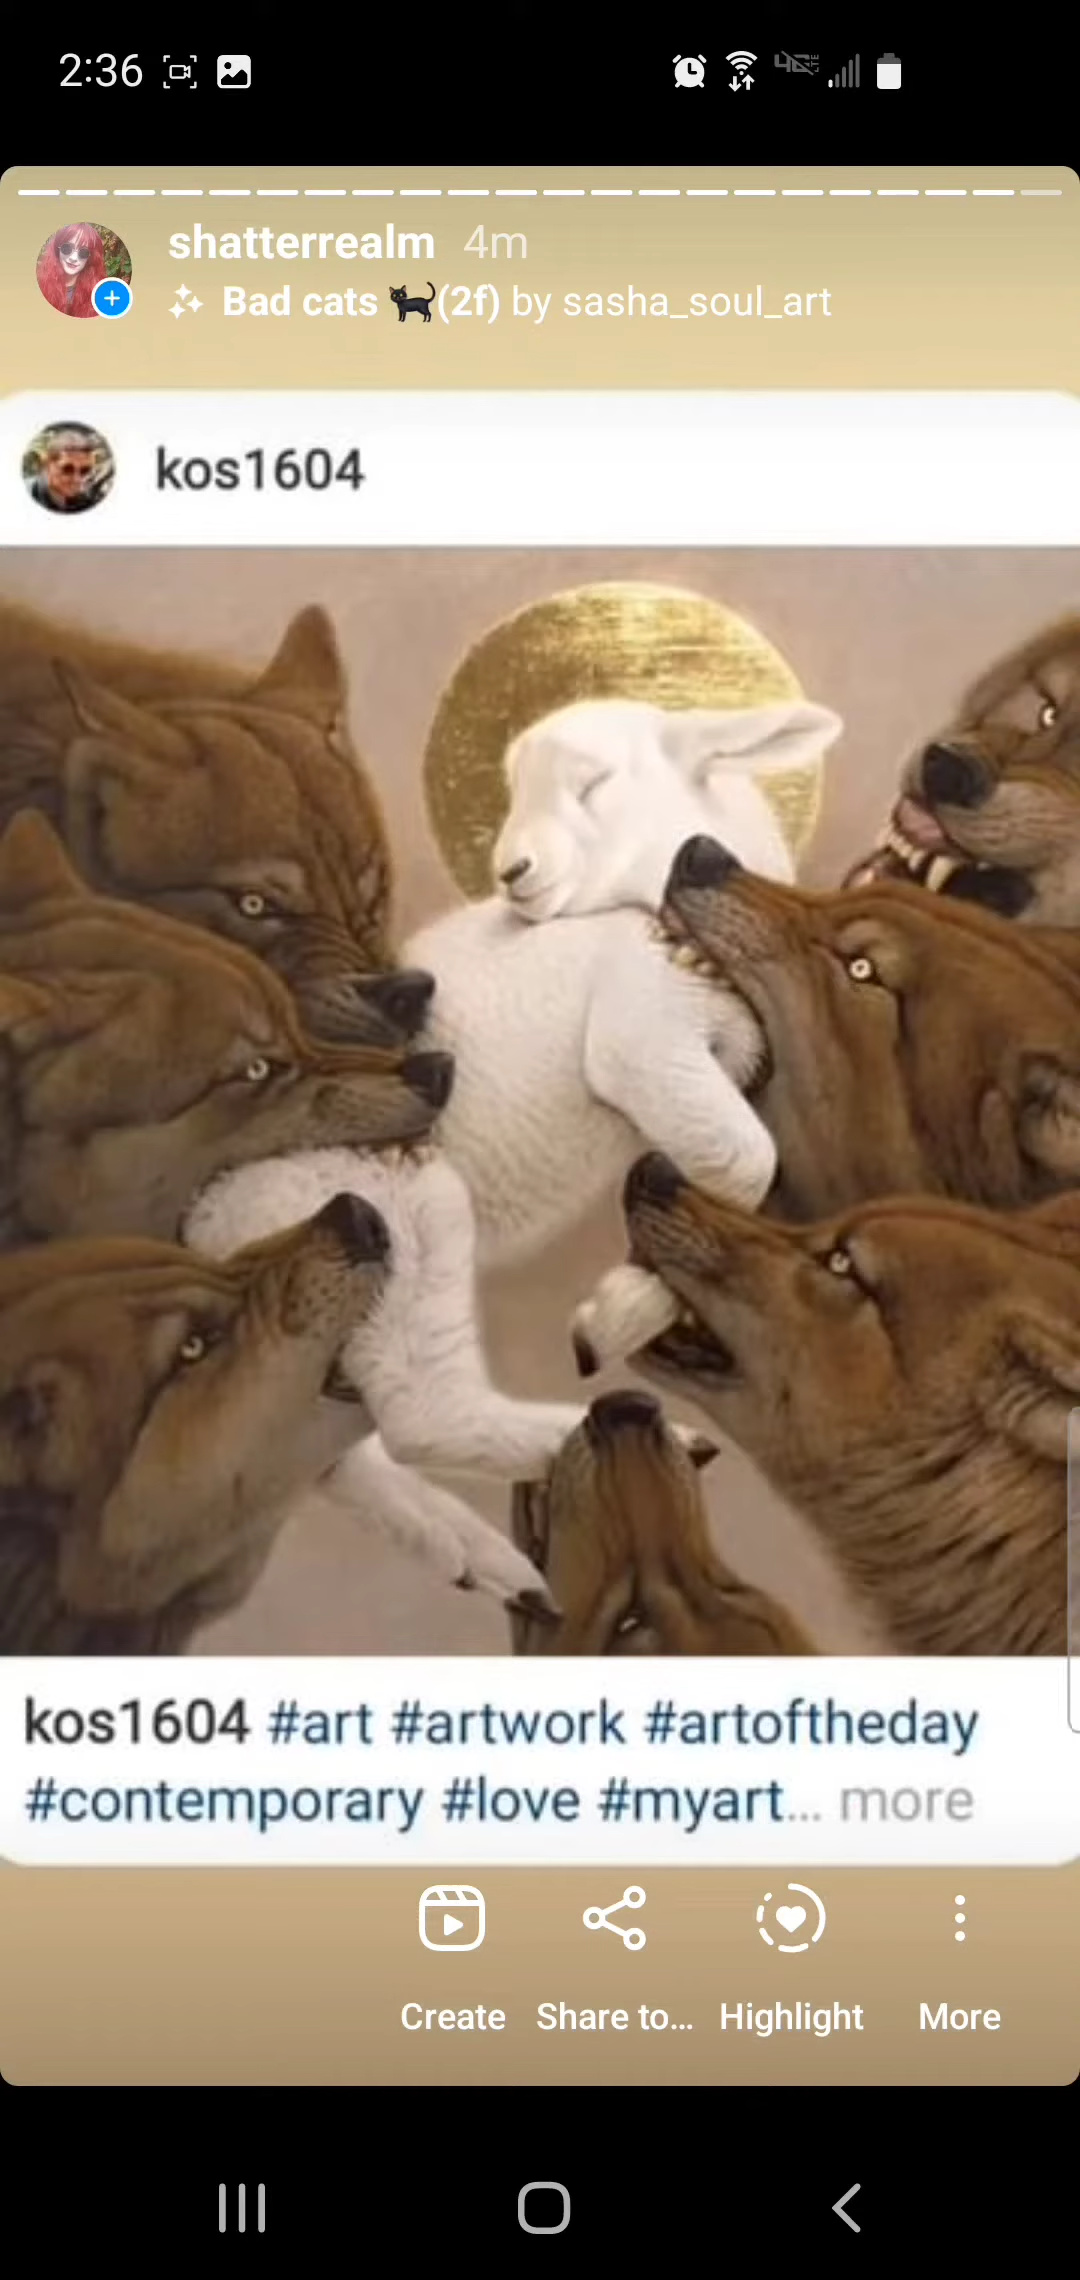 2:36
shatterrealm 4m
Bad cats 🐈‍⬛(2f) by sasha_soul_art
kos1604
kos1604 #art #artwork #artoftheday
#contemporary #love #myart... more
Create Share to... Highlight More